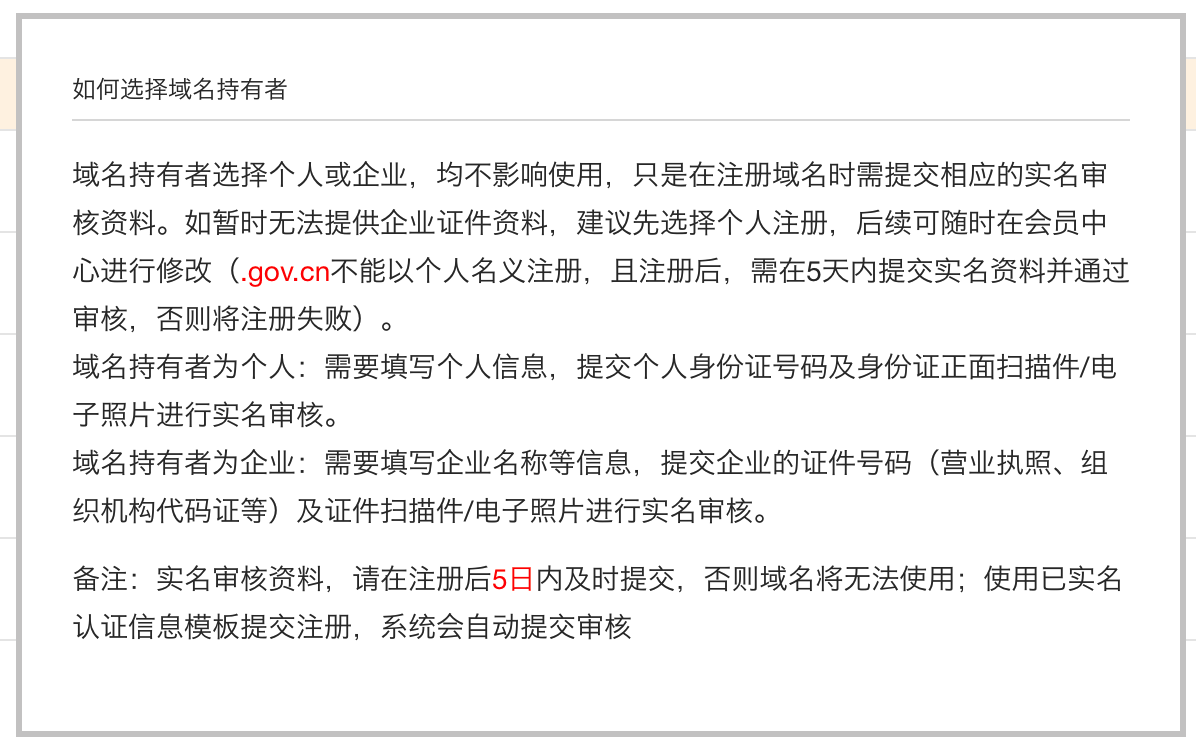 如何选择域名持有者
域名持有者选择个人或企业，均不影响使用，只是在注册域名时需提交相应的实名审
核资料。如暂时无法提供企业证件资料，建议先选择个人注册，后续可随时在会员中
心进行修改（.gov.cn不能以个人名义注册，且注册后，需在5天内提交实名资料并通过
审核，否则将注册失败）。
域名持有者为个人：需要填写个人信息，提交个人身份证号码及身份证正面扫描件/电
子照片进行实名审核。
域名持有者为企业：需要填写企业名称等信息，提交企业的证件号码（营业执照、组
织机构代码证等）及证件扫描件/电子照片进行实名审核。
备注：实名审核资料，请在注册后5日内及时提交，否则域名将无法使用；使用已实名
认证信息模板提交注册，系统会自动提交审核